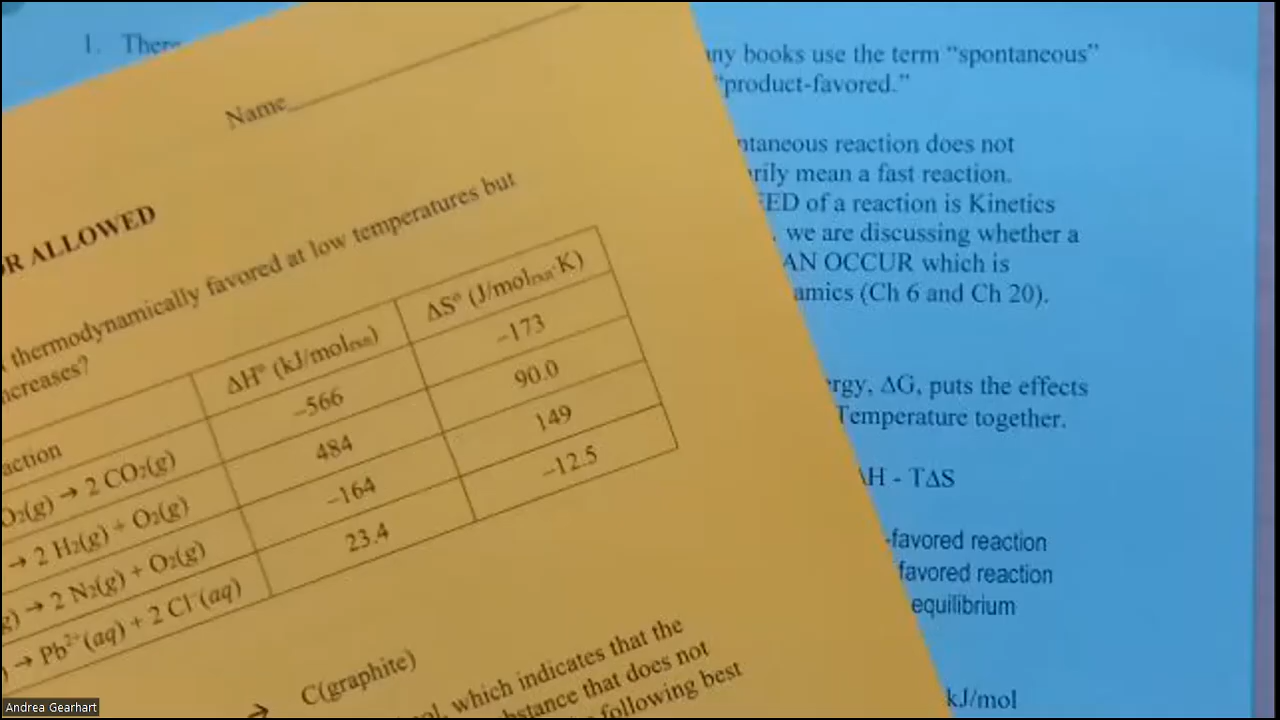 1. There
any books use the term “spontaneous”
“product-favored.”
ntaneous reaction does not
rily mean a fast reaction.
EED of a reaction is Kinetics
. we are discussing whether a
AN OCCUR which is
amics (Ch 6 and Ch 20).
rgy, ΔG, puts the effects
Temperature together.
ΔH - TΔS
-favored reaction
favored reaction
equilibrium
kJ/mol
Name
OR ALLOWED
thermodynamically favored at low temperatures but
ncreases?
action ΔH° (kJ/molrxn) ΔS° (J/molrxn·K)
O2(g) → 2 CO2(g) –566 –173
→ 2 H2(g) + O2(g) 484 90.0
g) → 2 N2(g) + O2(g) –164 149
) → Pb2+(aq) + 2 Cl–(aq) 23.4 –12.5
→ C(graphite)
ol, which indicates that the
bstance that does not
following best
Andrea Gearhart